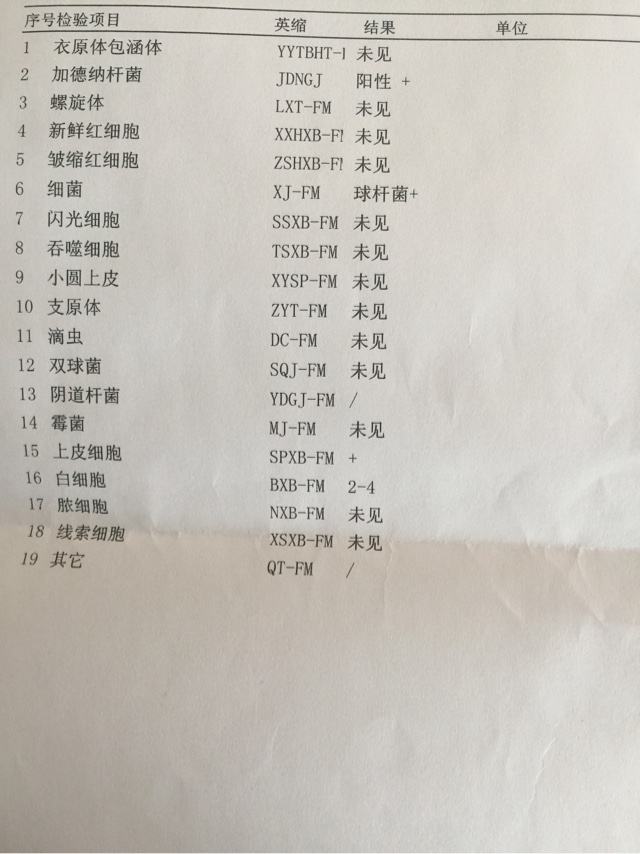 序号检验项目 英缩 结果 单位
1 衣原体包涵体 YYTBHT-I 未见
2 加德纳杆菌 JDNGJ 阳性 +
3 螺旋体 LXT-FM 未见
4 新鲜红细胞 XXHXB-FM 未见
5 皱缩红细胞 ZSHXB-FM 未见
6 细菌 XJ-FM 球杆菌+
7 闪光细胞 SSXB-FM 未见
8 吞噬细胞 TSXB-FM 未见
9 小圆上皮 XYSP-FM 未见
10 支原体 ZYT-FM 未见
11 滴虫 DC-FM 未见
12 双球菌 SQJ-FM 未见
13 阴道杆菌 YDGJ-FM /
14 霉菌 MJ-FM 未见
15 上皮细胞 SPXB-FM +
16 白细胞 BXB-FM 2-4
17 脓细胞 NXB-FM 未见
18 线索细胞 XSXB-FM 未见
19 其它 QT-FM /